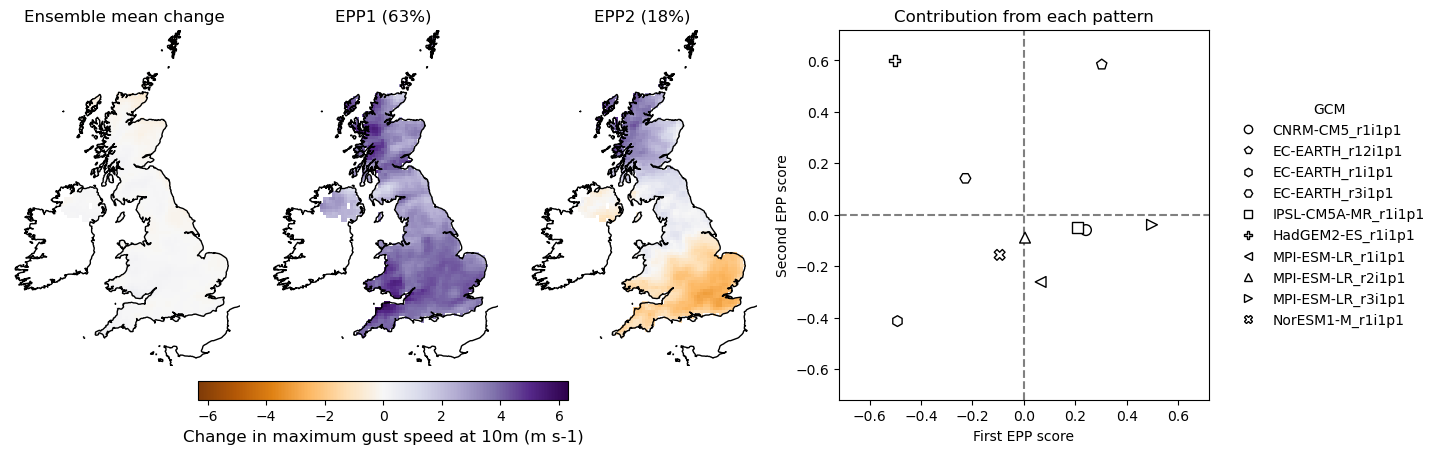 Ensemble mean change
EPP1 (63%)
EPP2 (18%)
−6 −4 −2 0 2 4 6
Change in maximum gust speed at 10m (m s-1)
Contribution from each pattern
Second EPP score
0.6
0.4
0.2
0.0
−0.2
−0.4
−0.6
−0.6 −0.4 −0.2 0.0 0.2 0.4 0.6
First EPP score
GCM
CNRM-CM5_r1i1p1
EC-EARTH_r12i1p1
EC-EARTH_r1i1p1
EC-EARTH_r3i1p1
IPSL-CM5A-MR_r1i1p1
HadGEM2-ES_r1i1p1
MPI-ESM-LR_r1i1p1
MPI-ESM-LR_r2i1p1
MPI-ESM-LR_r3i1p1
NorESM1-M_r1i1p1